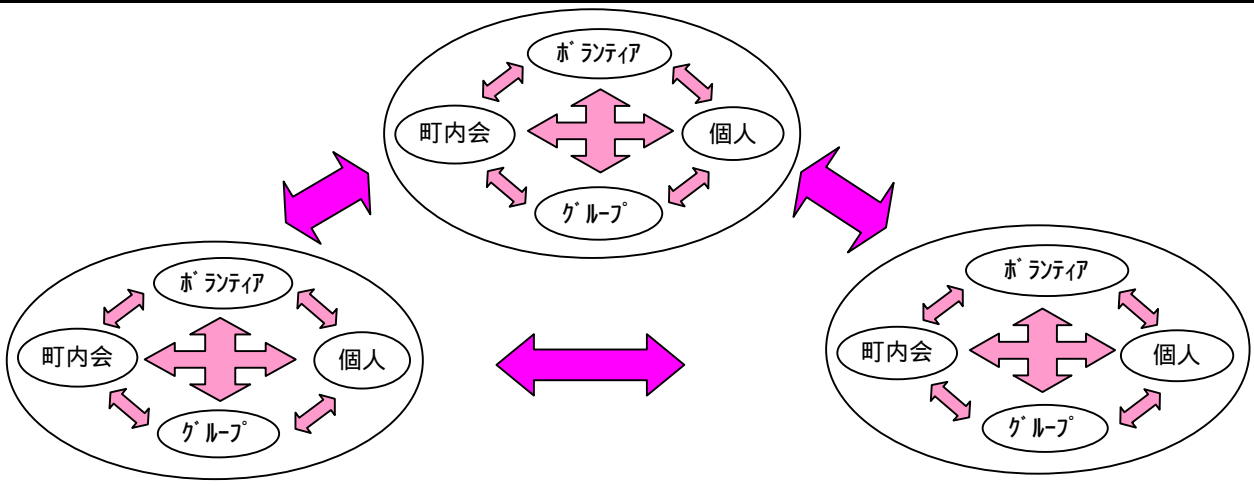 ﾎﾞﾗﾝﾃｨｱ
町内会
個人
ｸﾞﾙｰﾌﾟ
ﾎﾞﾗﾝﾃｨｱ
町内会
個人
ｸﾞﾙｰﾌﾟ
ﾎﾞﾗﾝﾃｨｱ
町内会
個人
ｸﾞﾙｰﾌﾟ